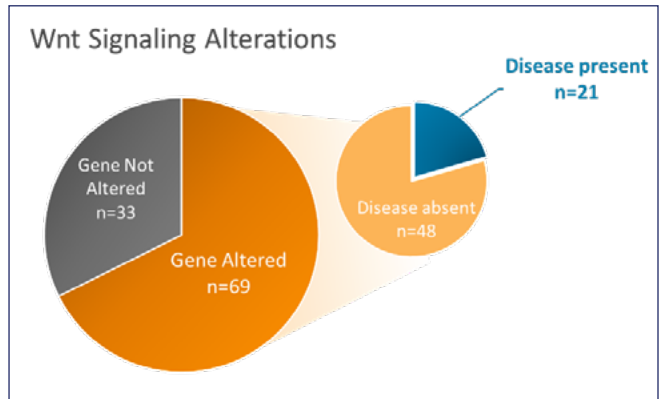 Wnt Signaling Alterations
Disease present
n=21
Gene Not
Altered
n=33
Gene Altered
n=69
Disease absent
n=48